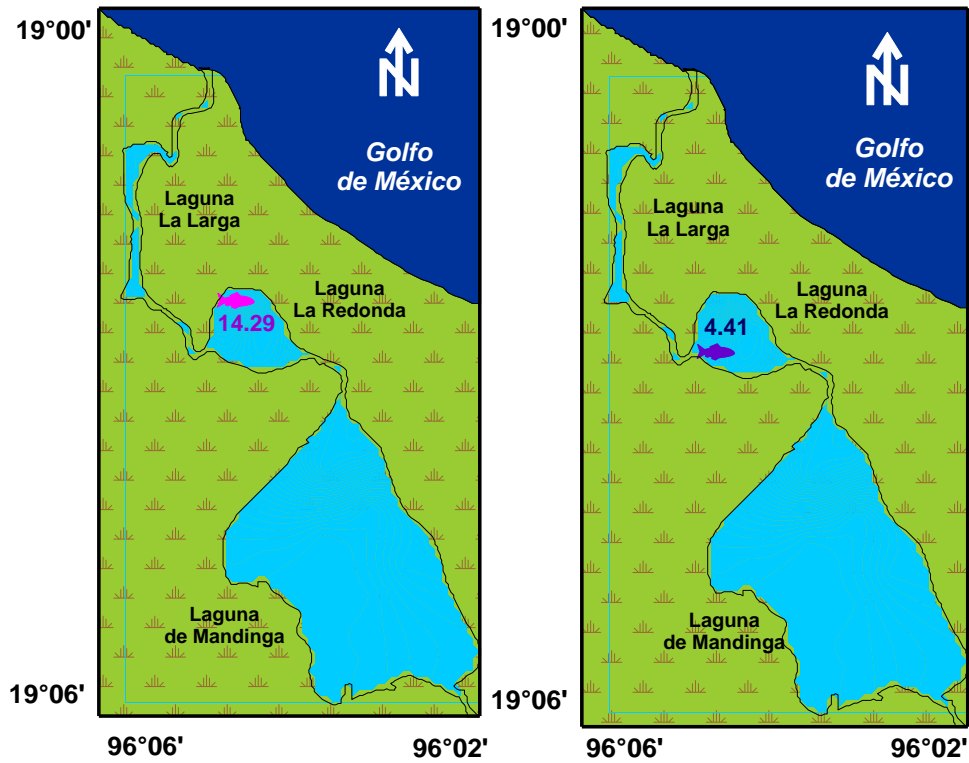 19°00'
N
Golfo
de México
Laguna
La Larga
Laguna
La Redonda
14.29
Laguna
de Mandinga
19°06'
96°06'
96°02'
19°00'
N
Golfo
de México
Laguna
La Larga
Laguna
La Redonda
4.41
Laguna
de Mandinga
19°06'
96°06'
96°02'